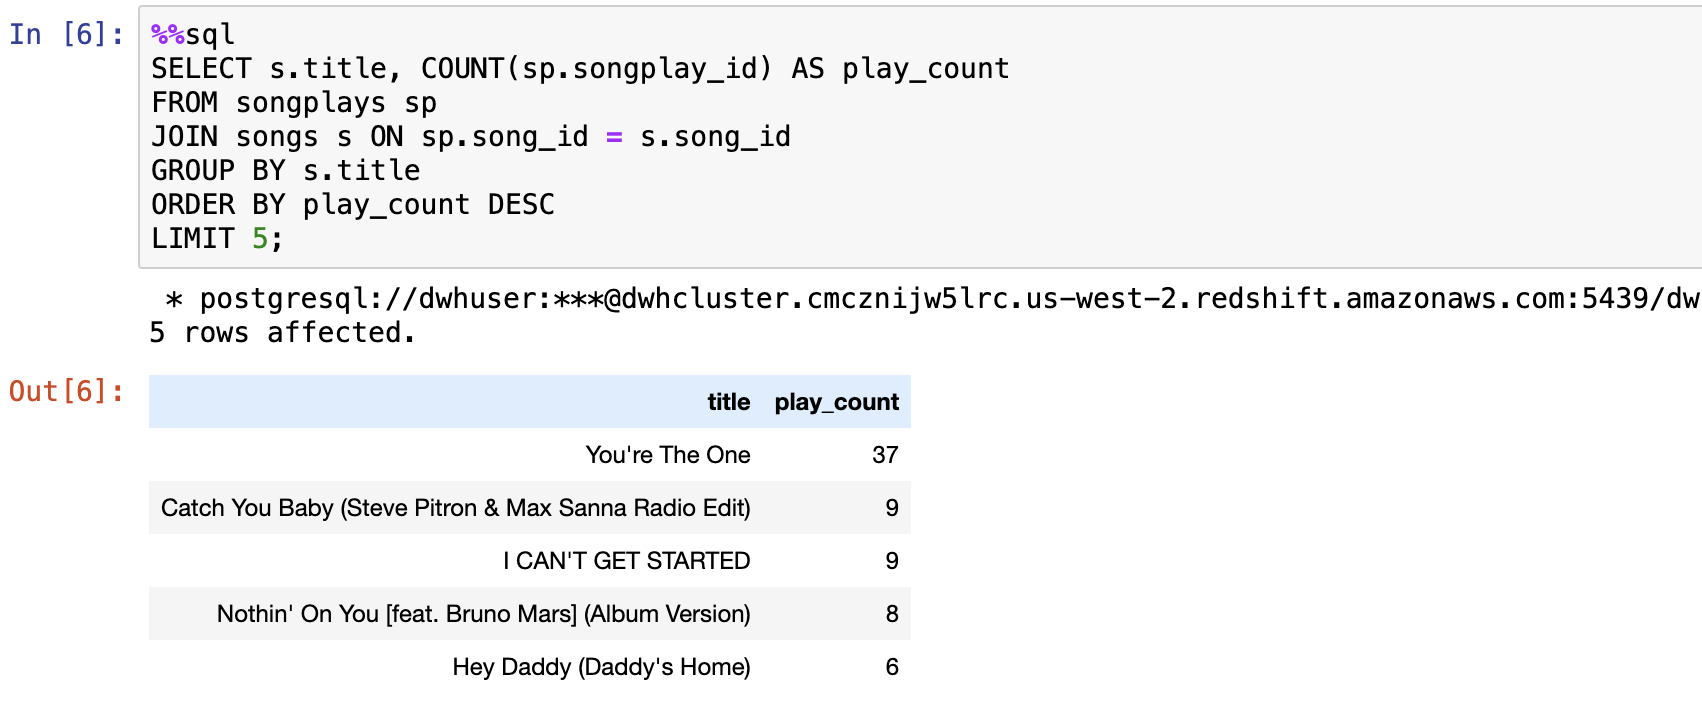 In [6]:
%%sql
SELECT s.title, COUNT(sp.songplay_id) AS play_count
FROM songplays sp
JOIN songs s ON sp.song_id = s.song_id
GROUP BY s.title
ORDER BY play_count DESC
LIMIT 5;
* postgresql://dwhuser:***@dwhcluster.cmcznijw5lrc.us-west-2.redshift.amazonaws.com:5439/dw
5 rows affected.
Out[6]:
title play_count
You're The One 37
Catch You Baby (Steve Pitron & Max Sanna Radio Edit) 9
I CAN'T GET STARTED 9
Nothin' On You [feat. Bruno Mars] (Album Version) 8
Hey Daddy (Daddy's Home) 6